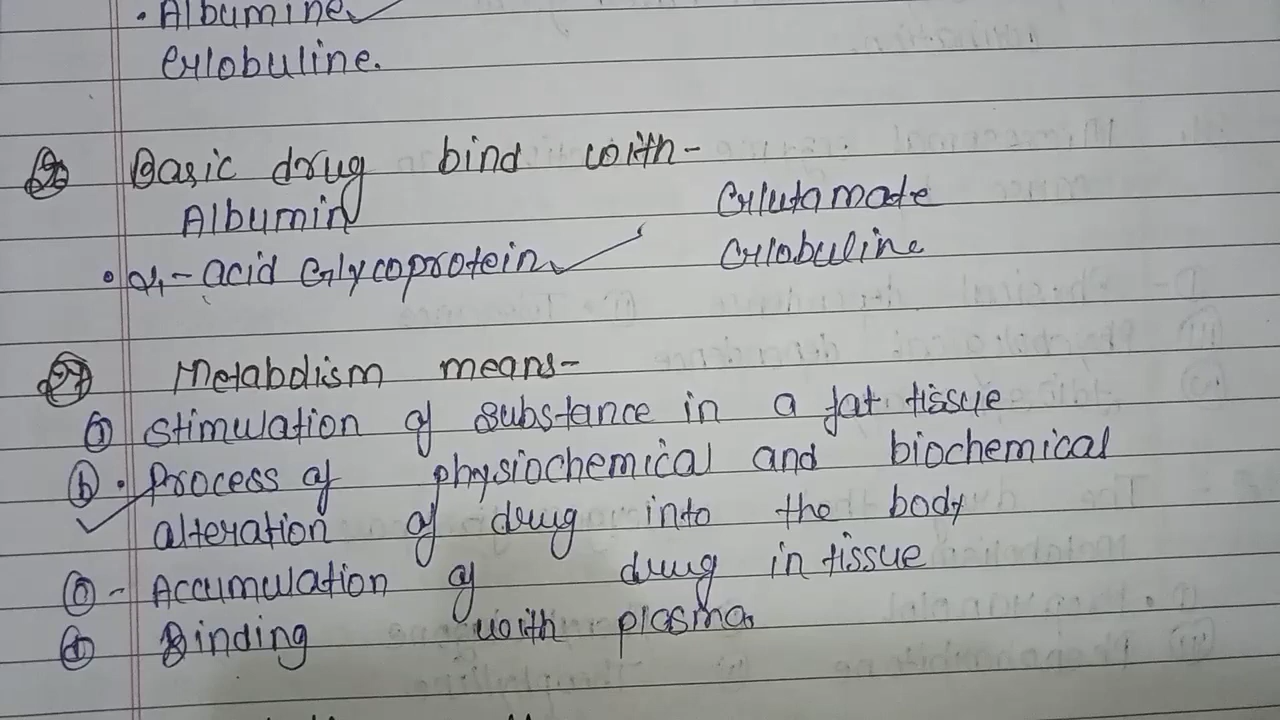 • Albumine ✓
Globuline.
26 Basic drug bind with-
Albumin Glutamate
• α1-acid Glycoprotein ✓ Globuline
27 Metabolism means-
a stimulation of substance in a fat tissue
b • Process of physiochemical and biochemical
✓ alteration of drug into the body
c - Accumulation of drug in tissue
d Binding with plasma.